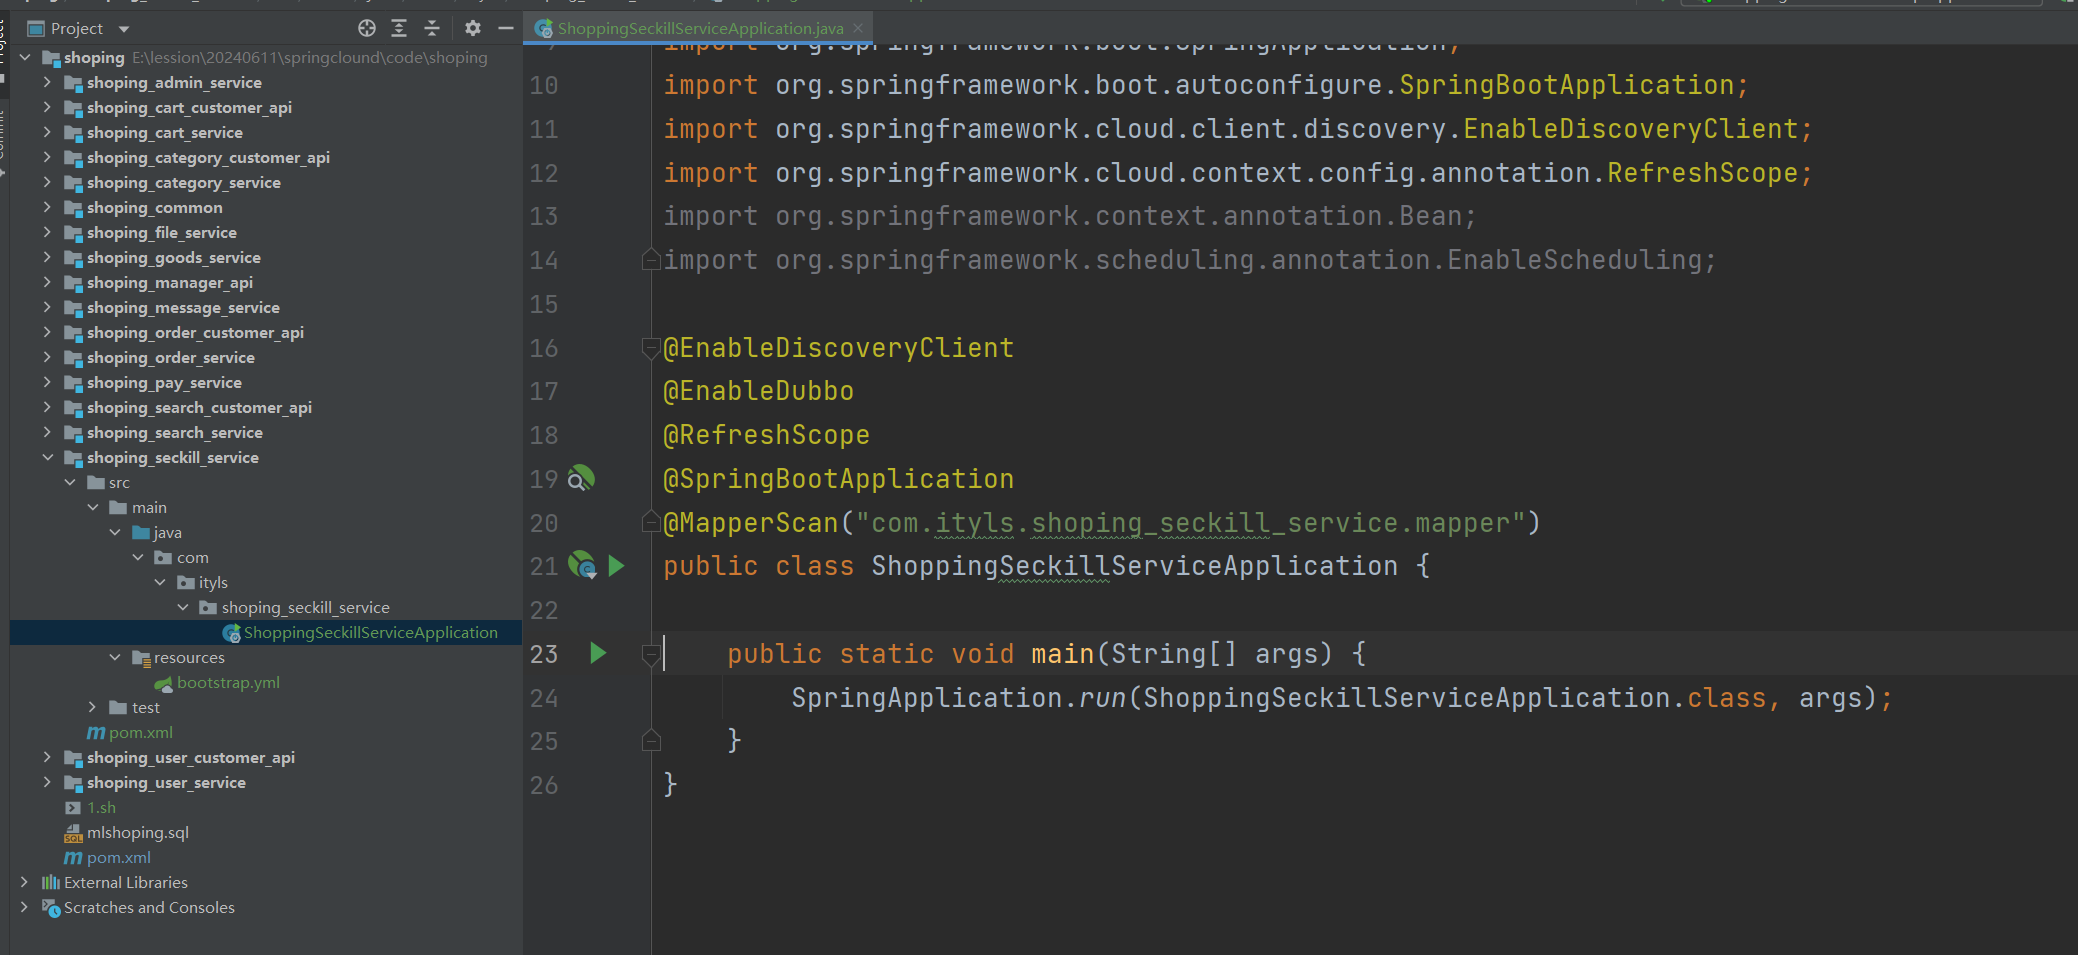 Project
ShoppingSeckillServiceApplication.java
shoping E:\lession\20240611\springclound\code\shoping
shoping_admin_service
shoping_cart_customer_api
shoping_cart_service
shoping_category_customer_api
shoping_category_service
shoping_common
shoping_file_service
shoping_goods_service
shoping_manager_api
shoping_message_service
shoping_order_customer_api
shoping_order_service
shoping_pay_service
shoping_search_customer_api
shoping_search_service
shoping_seckill_service
src
main
java
com
ityls
shoping_seckill_service
ShoppingSeckillServiceApplication
resources
bootstrap.yml
test
pom.xml
shoping_user_customer_api
shoping_user_service
1.sh
mlshoping.sql
pom.xml
External Libraries
Scratches and Consoles
import org.springframework.boot.SpringApplication;
10 import org.springframework.boot.autoconfigure.SpringBootApplication;
11 import org.springframework.cloud.client.discovery.EnableDiscoveryClient;
12 import org.springframework.cloud.context.config.annotation.RefreshScope;
13 import org.springframework.context.annotation.Bean;
14 import org.springframework.scheduling.annotation.EnableScheduling;
15
16 @EnableDiscoveryClient
17 @EnableDubbo
18 @RefreshScope
19 @SpringBootApplication
20 @MapperScan("com.ityls.shoping_seckill_service.mapper")
21 public class ShoppingSeckillServiceApplication {
22
23 public static void main(String[] args) {
24 SpringApplication.run(ShoppingSeckillServiceApplication.class, args);
25 }
26 }